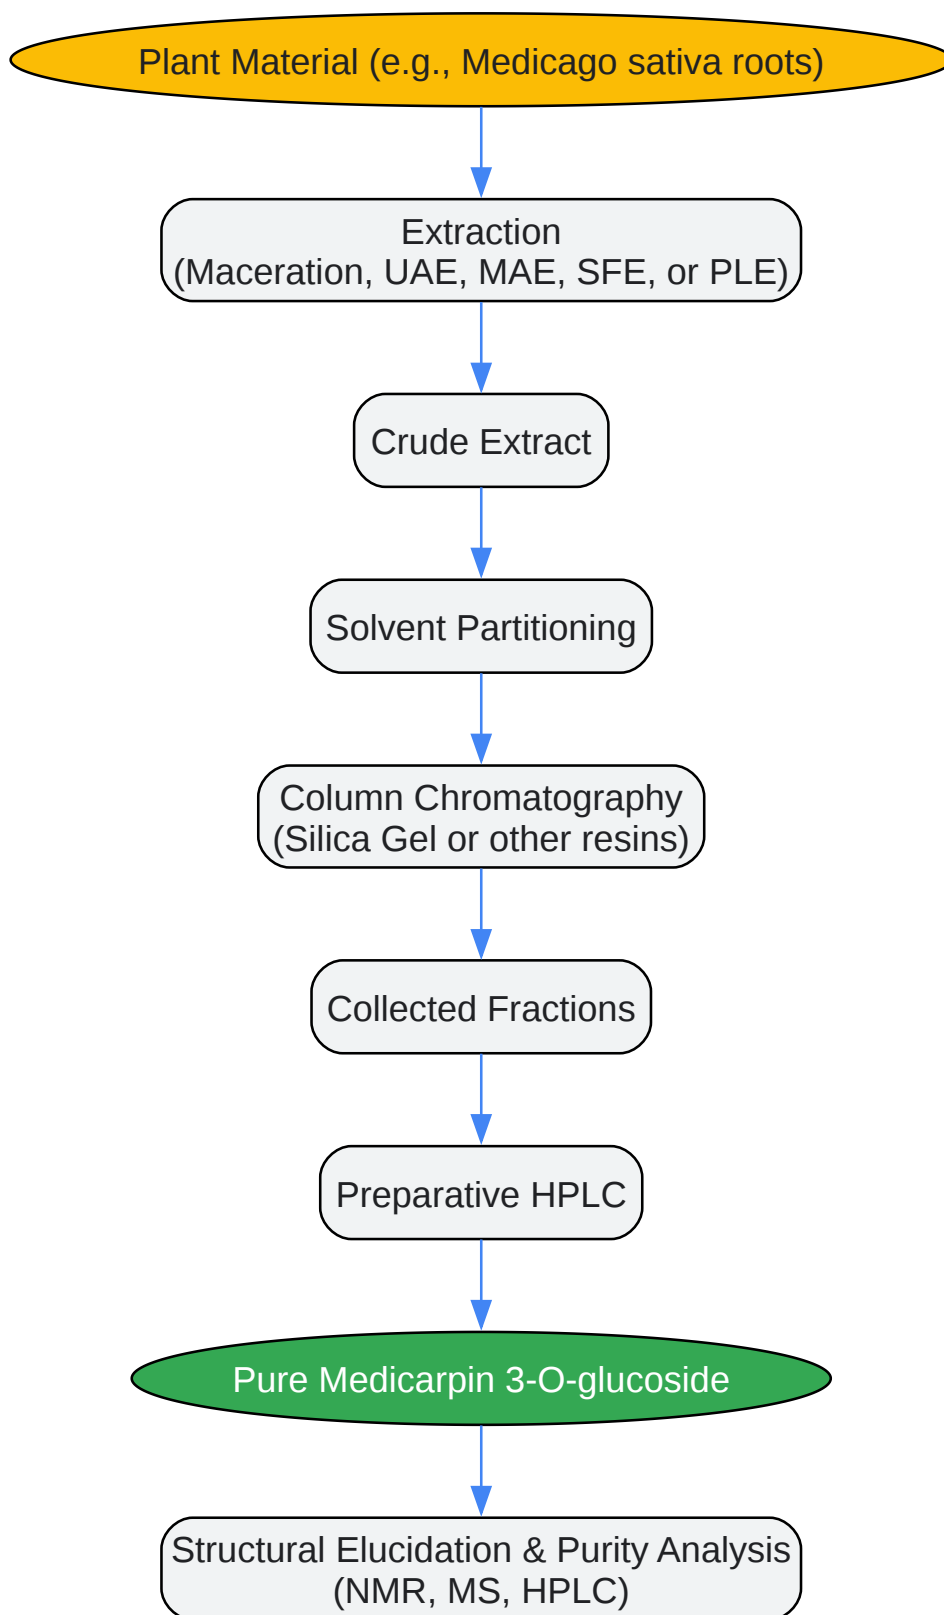 Plant Material (e.g., Medicago sativa roots)
Extraction
(Maceration, UAE, MAE, SFE, or PLE)
Crude Extract
Solvent Partitioning
Column Chromatography
(Silica Gel or other resins)
Collected Fractions
Preparative HPLC
Pure Medicarpin 3-O-glucoside
Structural Elucidation & Purity Analysis
(NMR, MS, HPLC)